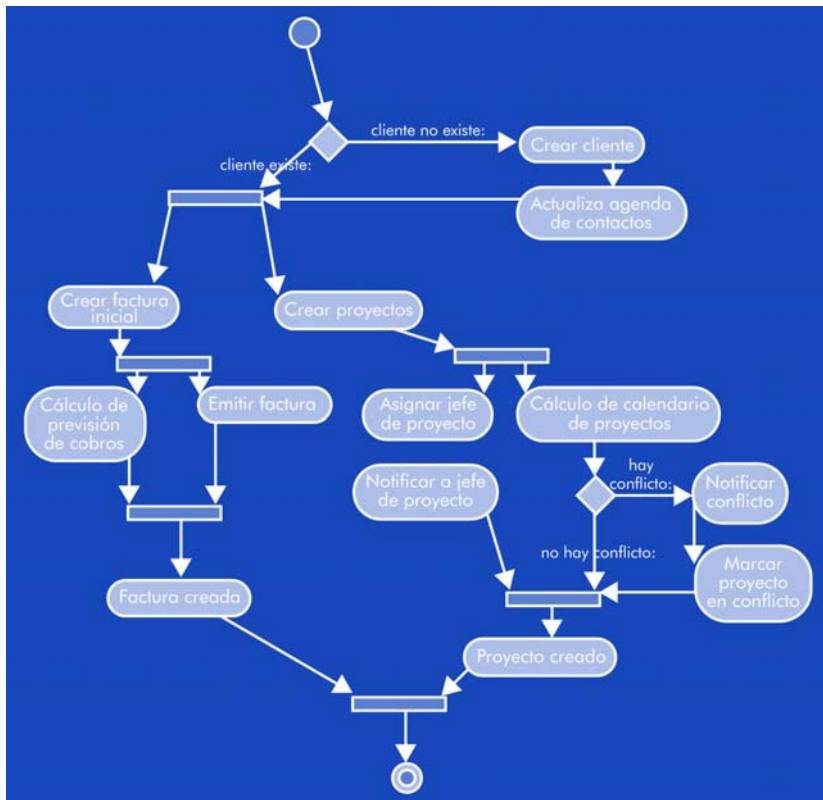 cliente no existe:
Crear cliente
cliente existe:
Actualiza agenda
de contactos
Crear factura
inicial
Crear proyectos
Cálculo de
previsión
de cobros
Emitir factura
Asignar jefe
de proyecto
Cálculo de calendario
de proyectos
Notificar a jefe
de proyecto
hay
conflicto:
Notificar
conflicto
no hay conflicto:
Marcar
proyecto
en conflicto
Factura creada
Proyecto creado